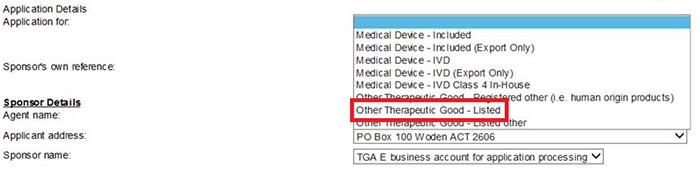 Application Details
Application for:
Medical Device - Included
Medical Device - Included (Export Only)
Medical Device - IVD
Sponsor's own reference:
Medical Device - IVD (Export Only)
Medical Device - IVD Class 4 In-House
Other Therapeutic Good - Registered other (i.e. human origin products)
Sponsor Details
Other Therapeutic Good - Listed
Agent name:
Other Therapeutic Good - Listed other
Applicant address:
PO Box 100 Woden ACT 2606
Sponsor name:
TGA E business account for application processing